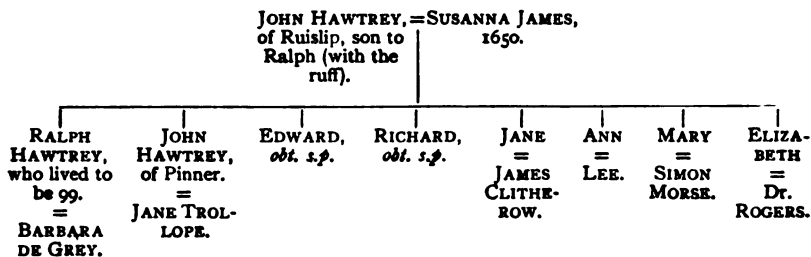 JOHN HAWTREY, = SUSANNA JAMES,
of Ruislip, son to 1650.
Ralph (with the
ruff).
RALPH HAWTREY, who lived to be 99. = BARBARA DE GREY.
JOHN HAWTREY, of Pinner. = JANE TROL-LOPE.
EDWARD, obt. s.p.
RICHARD, obt. s.p.
JANE = JAMES CLITHE-ROW.
ANN = LEE.
MARY = SIMON MORSE.
ELIZA-BETH = Dr. ROGERS.